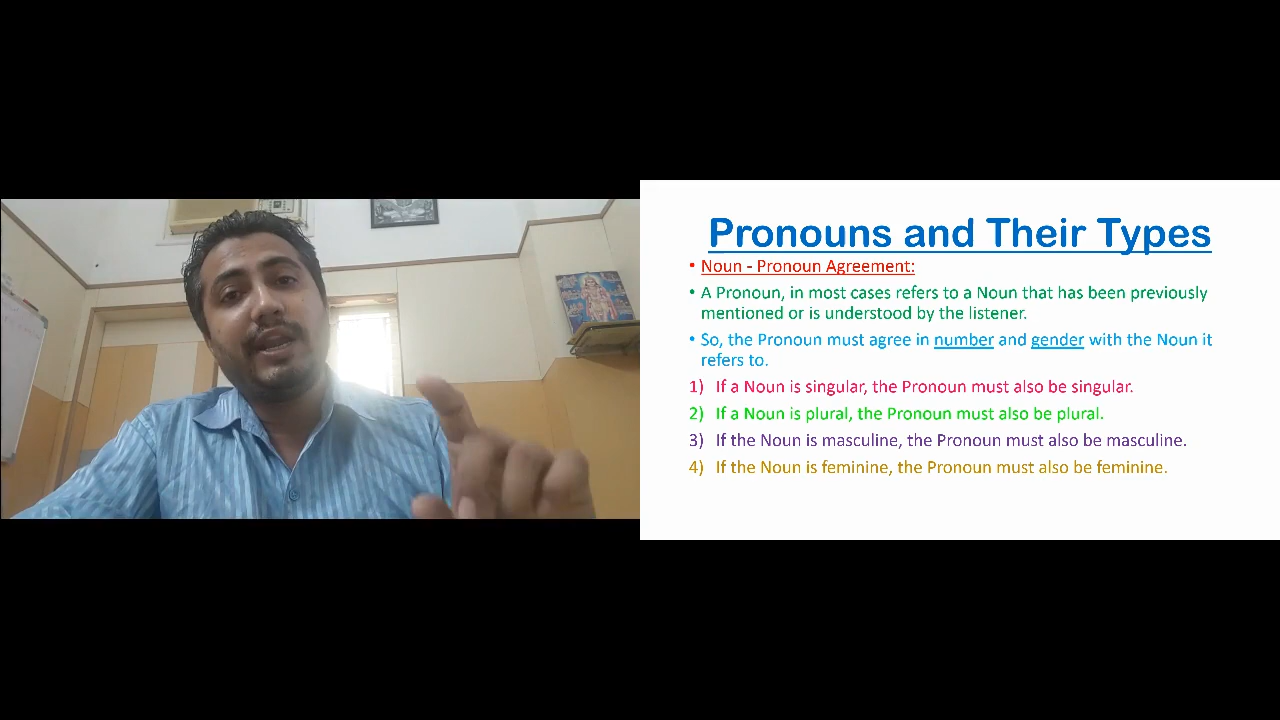 Pronouns and Their Types
• Noun - Pronoun Agreement:
• A Pronoun, in most cases refers to a Noun that has been previously
mentioned or is understood by the listener.
• So, the Pronoun must agree in number and gender with the Noun it
refers to.
1) If a Noun is singular, the Pronoun must also be singular.
2) If a Noun is plural, the Pronoun must also be plural.
3) If the Noun is masculine, the Pronoun must also be masculine.
4) If the Noun is feminine, the Pronoun must also be feminine.